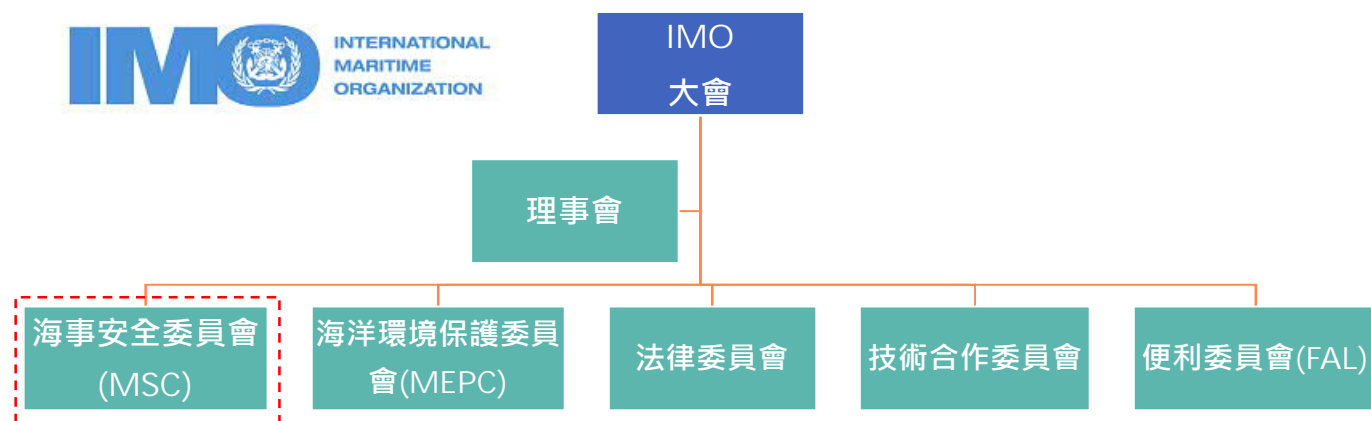 IMO
INTERNATIONAL
MARITIME
ORGANIZATION
IMO
大會
理事會
海事安全委員會
(MSC)
海洋環境保護委員
會(MEPC)
法律委員會
技術合作委員會
便利委員會(FAL)